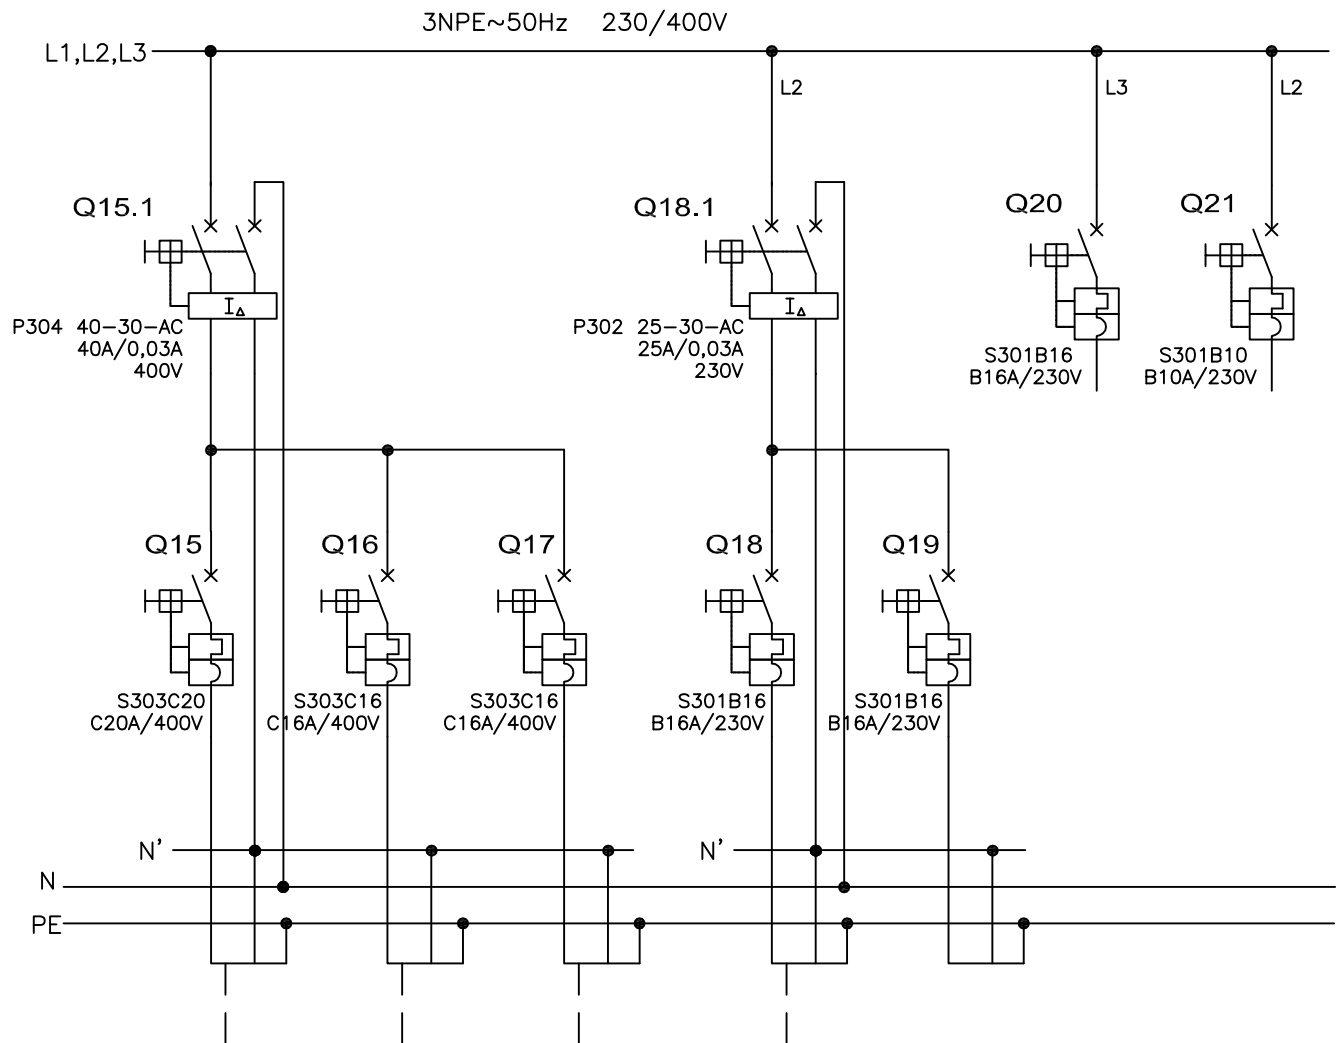 3NPE~50Hz 230/400V
L1,L2,L3
L2
L3
L2
Q15.1
Q18.1
Q20
Q21
I△
I△
P304 40-30-AC
40A/0,03A
400V
P302 25-30-AC
25A/0,03A
230V
S301B16
B16A/230V
S301B10
B10A/230V
Q15
Q16
Q17
Q18
Q19
S303C20
C20A/400V
S303C16
C16A/400V
S303C16
C16A/400V
S301B16
B16A/230V
S301B16
B16A/230V
N'
N'
N
PE